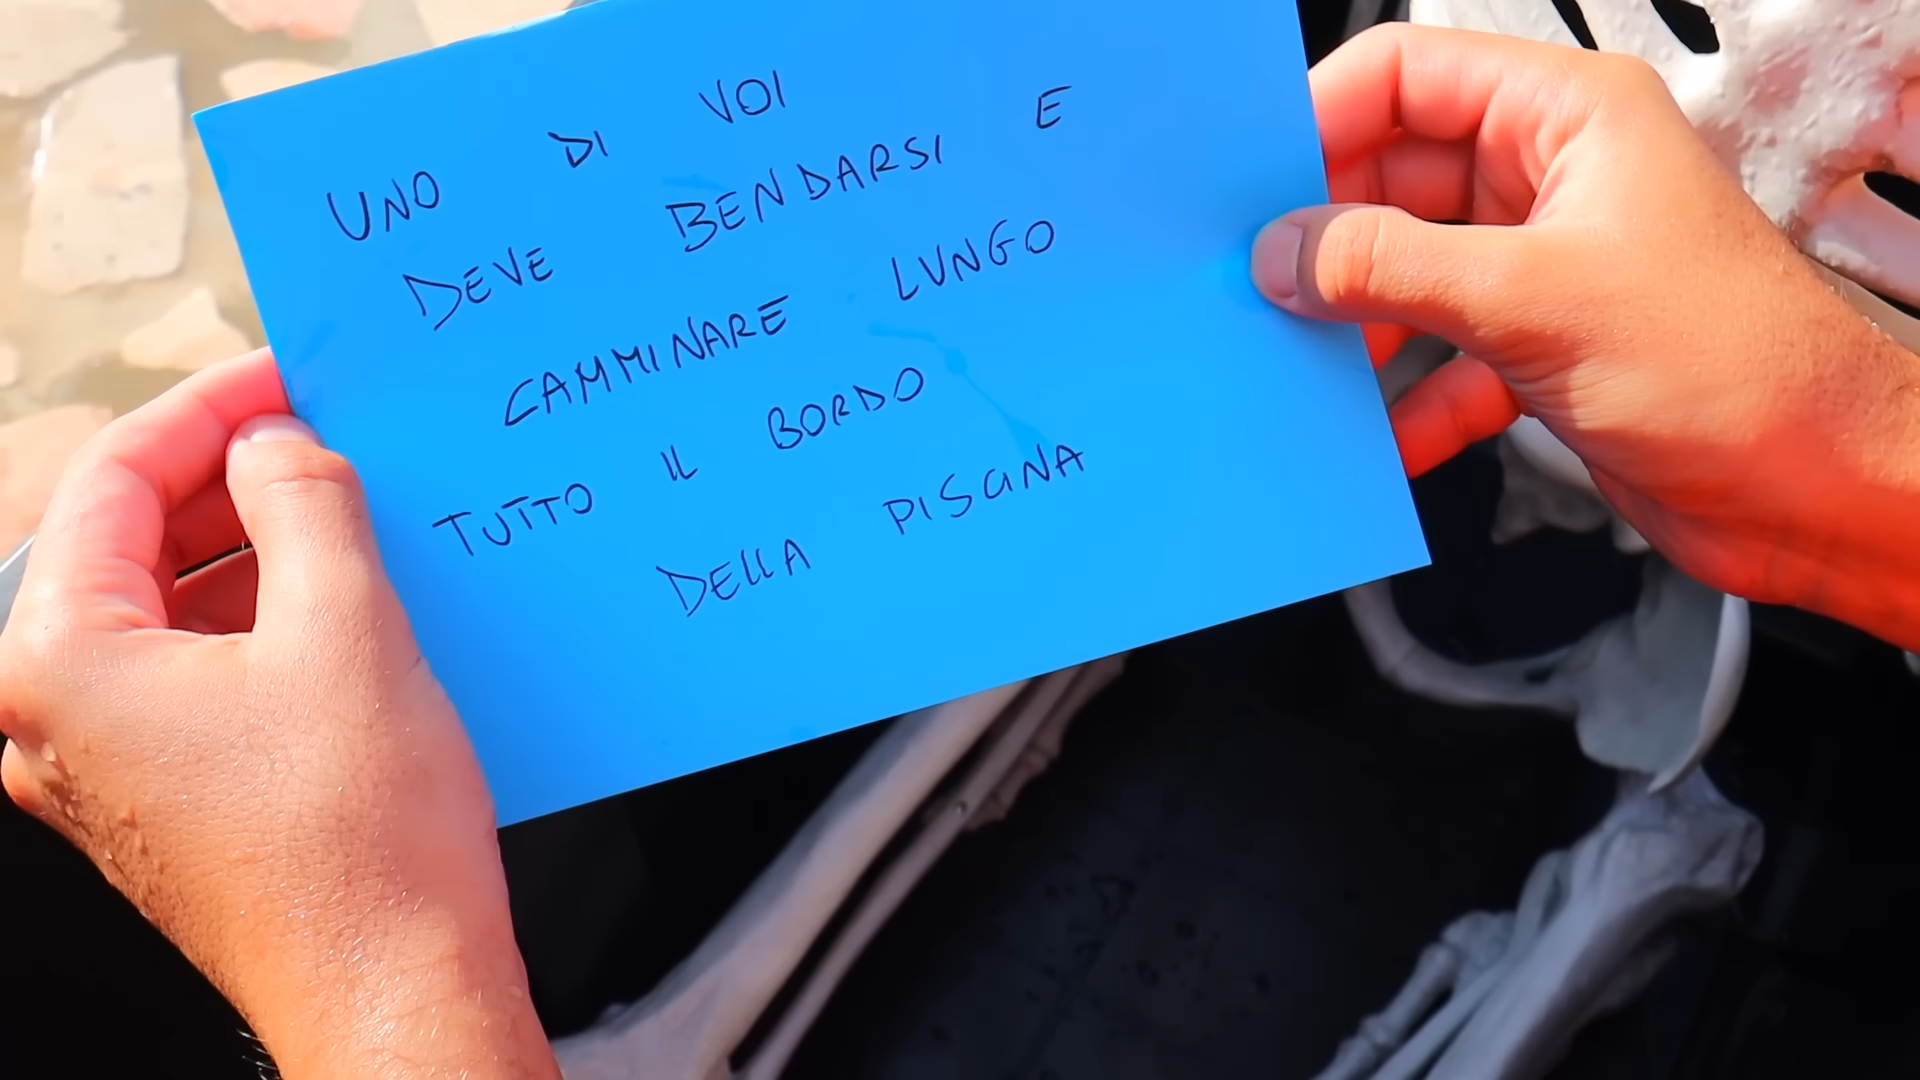 UNO DI VOI
DEVE BENDARSI E
CAMMINARE LUNGO
TUTTO IL BORDO
DELLA PISCINA